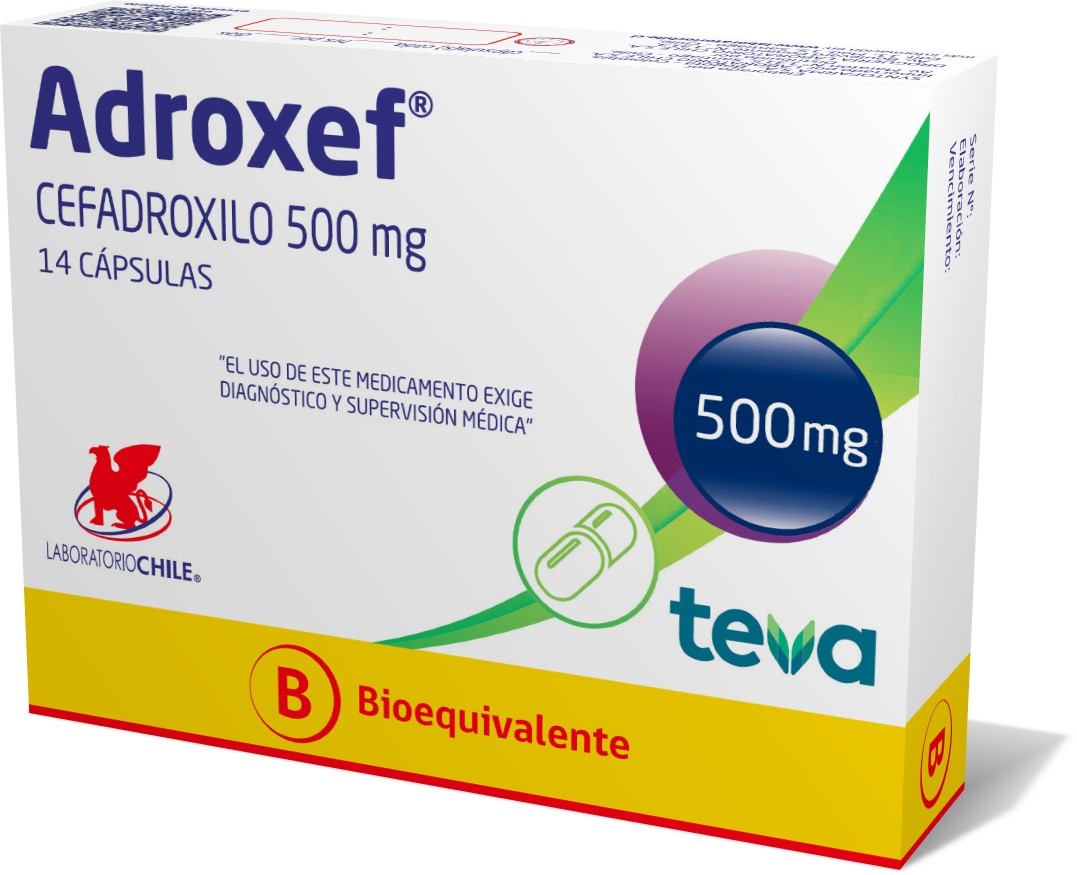 Adroxef®
CEFADROXILO 500 mg
14 CÁPSULAS
"EL USO DE ESTE MEDICAMENTO EXIGE
DIAGNÓSTICO Y SUPERVISIÓN MÉDICA"
500mg
LABORATORIOCHILE®
teva
B Bioequivalente
Serie Nº:
Elaboración:
Vencimiento:
B